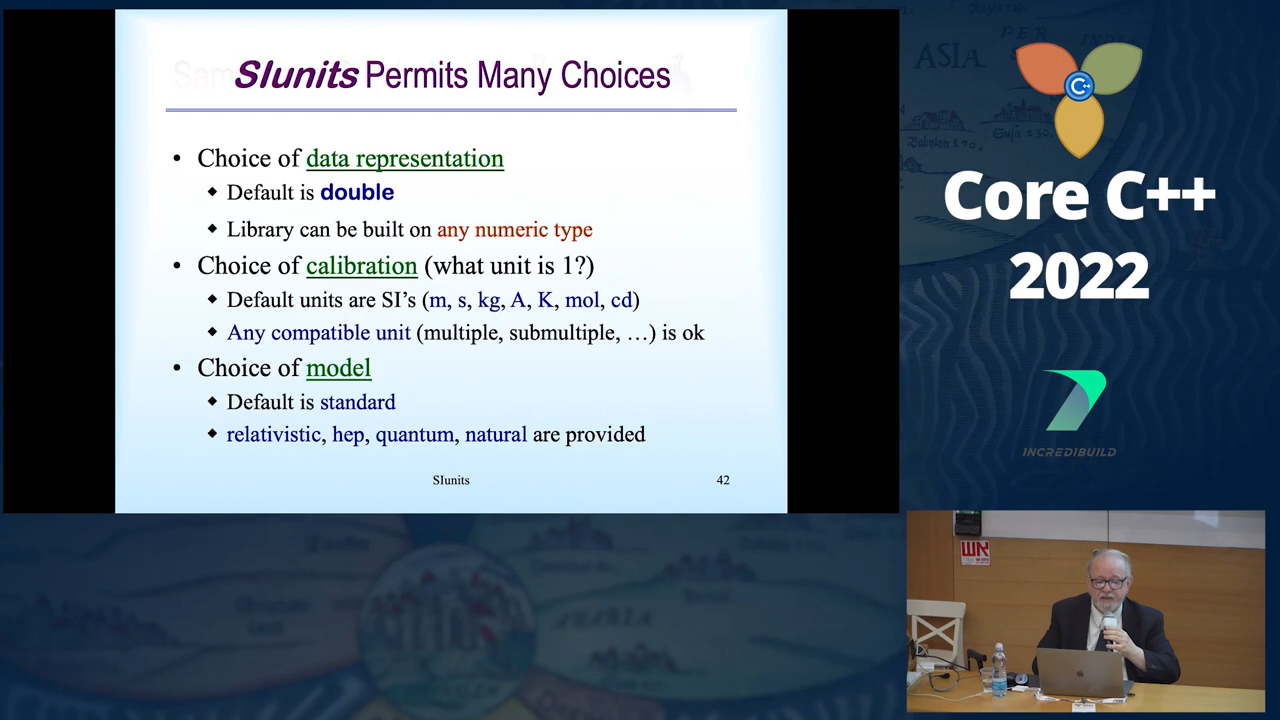 SIunits Permits Many Choices
• Choice of data representation
◆ Default is double
◆ Library can be built on any numeric type
• Choice of calibration (what unit is 1?)
◆ Default units are SI's (m, s, kg, A, K, mol, cd)
◆ Any compatible unit (multiple, submultiple, …) is ok
• Choice of model
◆ Default is standard
◆ relativistic, hep, quantum, natural are provided
SIunits
42
ASIA
C++
Core C++
2022
INCREDIBUILD
אש